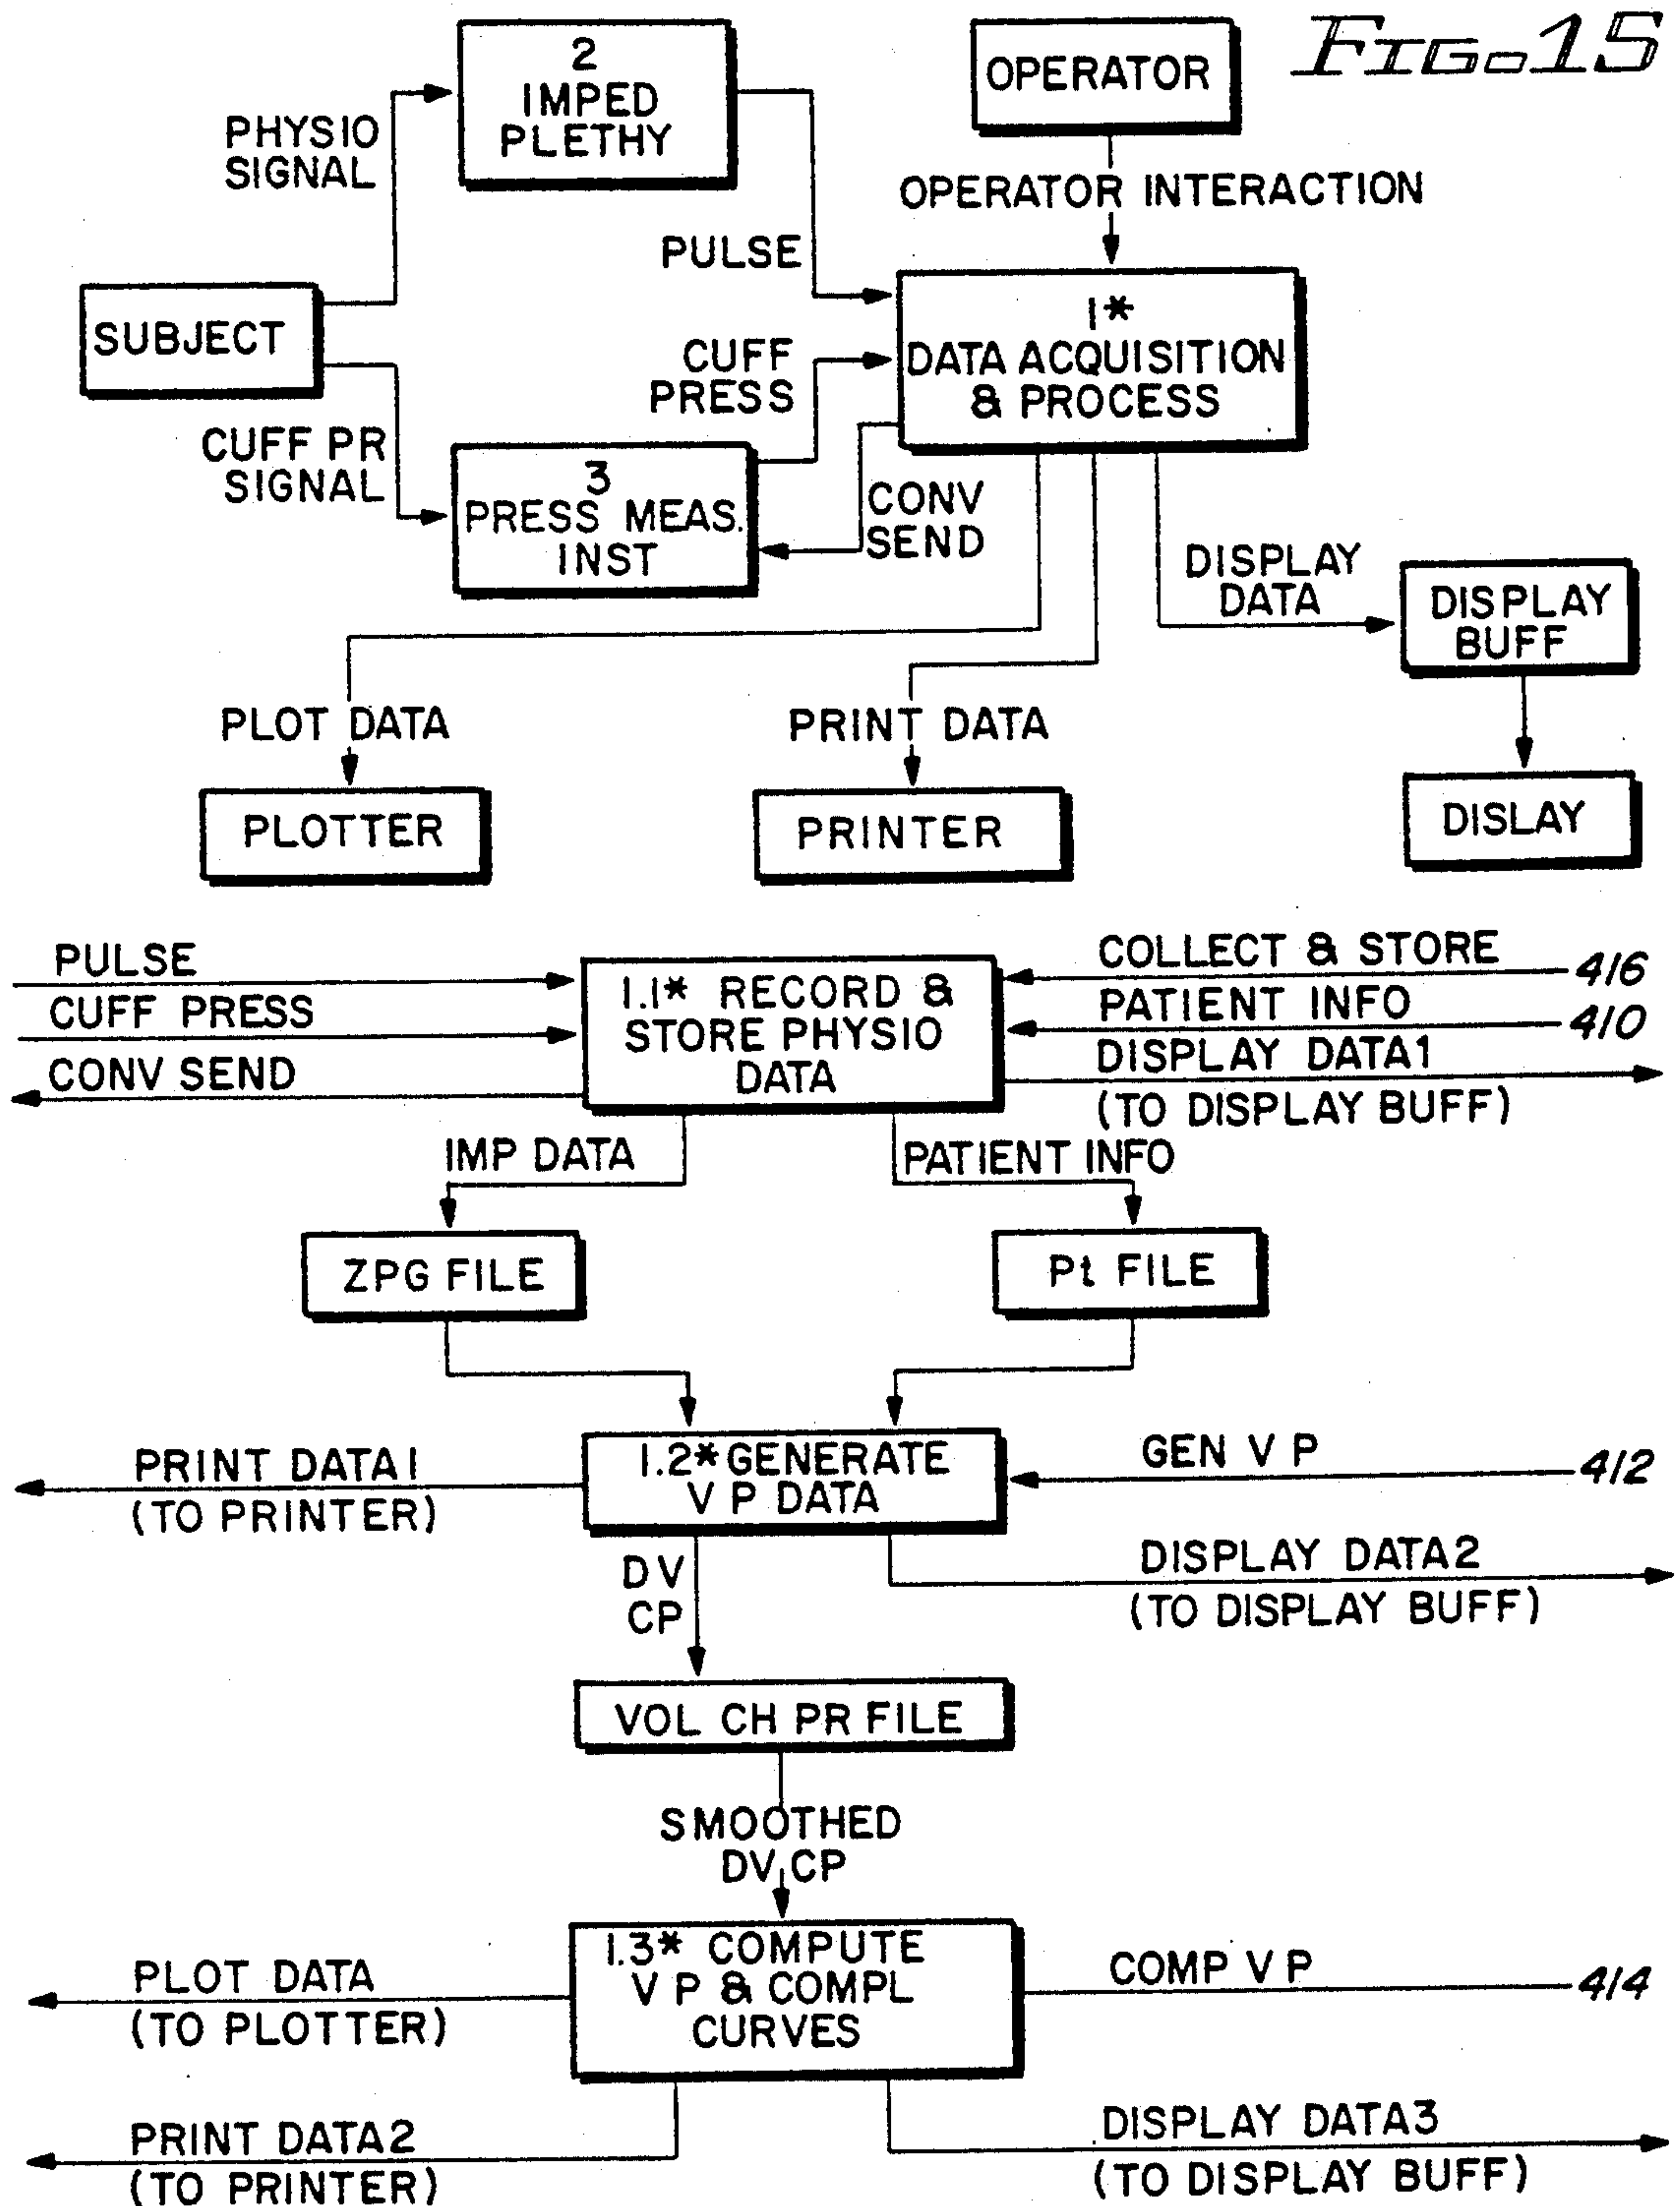 FIG. 15
2
IMPED
PLETHY
OPERATOR
PHYSIO
SIGNAL
OPERATOR INTERACTION
PULSE
SUBJECT
1*
DATA ACQUISITION
& PROCESS
CUFF
PRESS
CUFF PR
SIGNAL
3
PRESS MEAS.
INST
CONV
SEND
DISPLAY
DATA
DISPLAY
BUFF
PLOT DATA
PRINT DATA
PLOTTER
PRINTER
DISLAY
PULSE
CUFF PRESS
CONV SEND
1.1* RECORD &
STORE PHYSIO
DATA
COLLECT & STORE
416
PATIENT INFO
410
DISPLAY DATA1
(TO DISPLAY BUFF)
IMP DATA
PATIENT INFO
ZPG FILE
Pt FILE
PRINT DATA1
(TO PRINTER)
1.2* GENERATE
V P DATA
GEN V P
412
DV
CP
DISPLAY DATA2
(TO DISPLAY BUFF)
VOL CH PR FILE
SMOOTHED
DV, CP
PLOT DATA
(TO PLOTTER)
1.3* COMPUTE
V P & COMPL
CURVES
COMP V P
414
PRINT DATA2
(TO PRINTER)
DISPLAY DATA3
(TO DISPLAY BUFF)